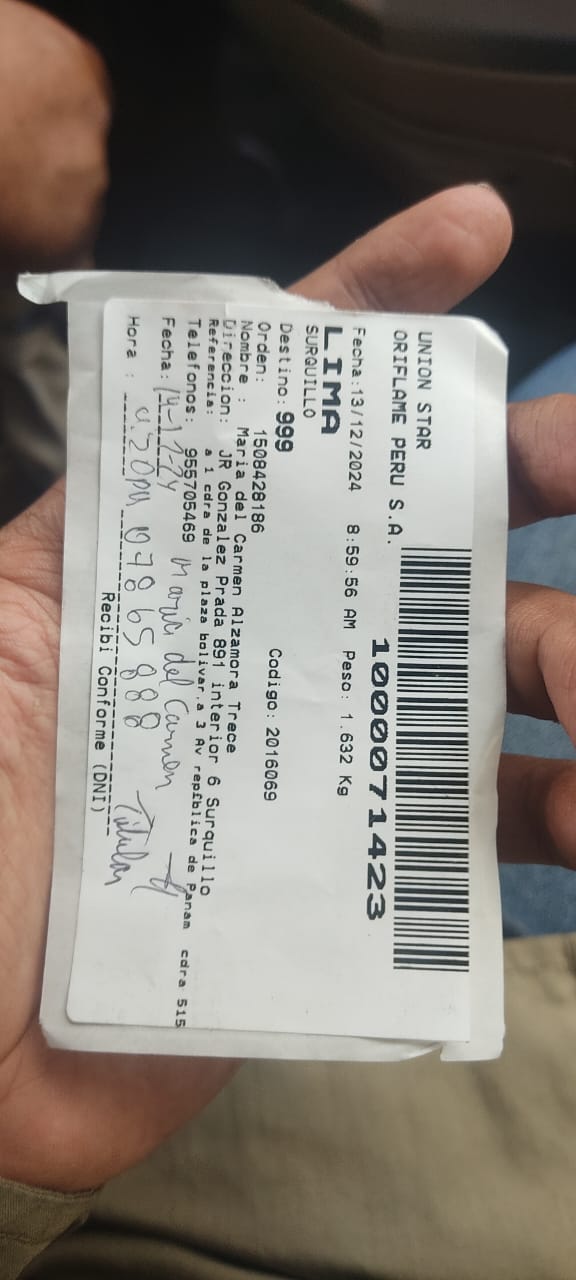 UNION STAR
ORIFLAME PERU S.A.
1000071423
Fecha:13/12/2024 8:59:56 AM Peso: 1.632 Kg
LIMA
SURQUILLO
Destino: 999
Orden: 1508428186 Codigo: 2016069
Nombre : Maria del Carmen Alzamora Trece
Direccion: JR Gonzalez Prada 891 interior 6 Surquillo
Referencia: a 1 cdra de la plaza bolivar,a 3 Av repfblica de Panam cdra 515
Telefonos: 955705469
Fecha: 14-12-24 Maria del Carmen
Hora : 4:20pm 07865888 Titular
Recibi Conforme (DNI)